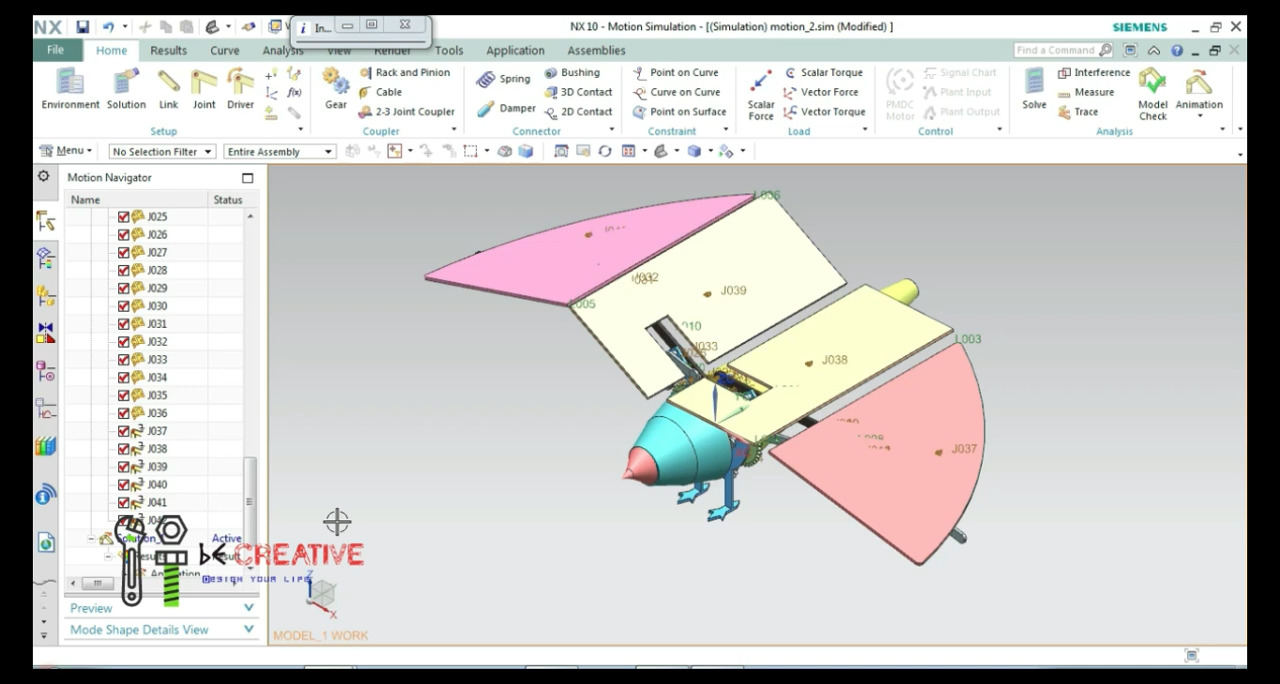 NX
NX 10 - Motion Simulation - [(Simulation) motion_2.sim (Modified) ]
SIEMENS
i In...
File Home Results Curve Analysis View Render Tools Application Assemblies
Find a Command
Environment Solution Link Joint Driver
f(x)
Setup
Gear
Rack and Pinion
Cable
2-3 Joint Coupler
Coupler
Spring
Damper
Bushing
3D Contact
2D Contact
Connector
Point on Curve
Curve on Curve
Point on Surface
Constraint
Scalar Force
Scalar Torque
Vector Force
Vector Torque
Load
PMDC Motor
Signal Chart
Plant Input
Plant Output
Control
Solve
Interference
Measure
Trace
Model Check
Animation
Analysis
Menu
No Selection Filter
Entire Assembly
Motion Navigator
Name Status
J025
J026
J027
J028
J029
J030
J031
J032
J033
J034
J035
J036
J037
J038
J039
J040
J041
Active
Result
Animation
Preview
Mode Shape Details View
BE CREATIVE
DESIGN YOUR LIFE
Z
X
MODEL_1 WORK
J039
J033
J038
L003
J037